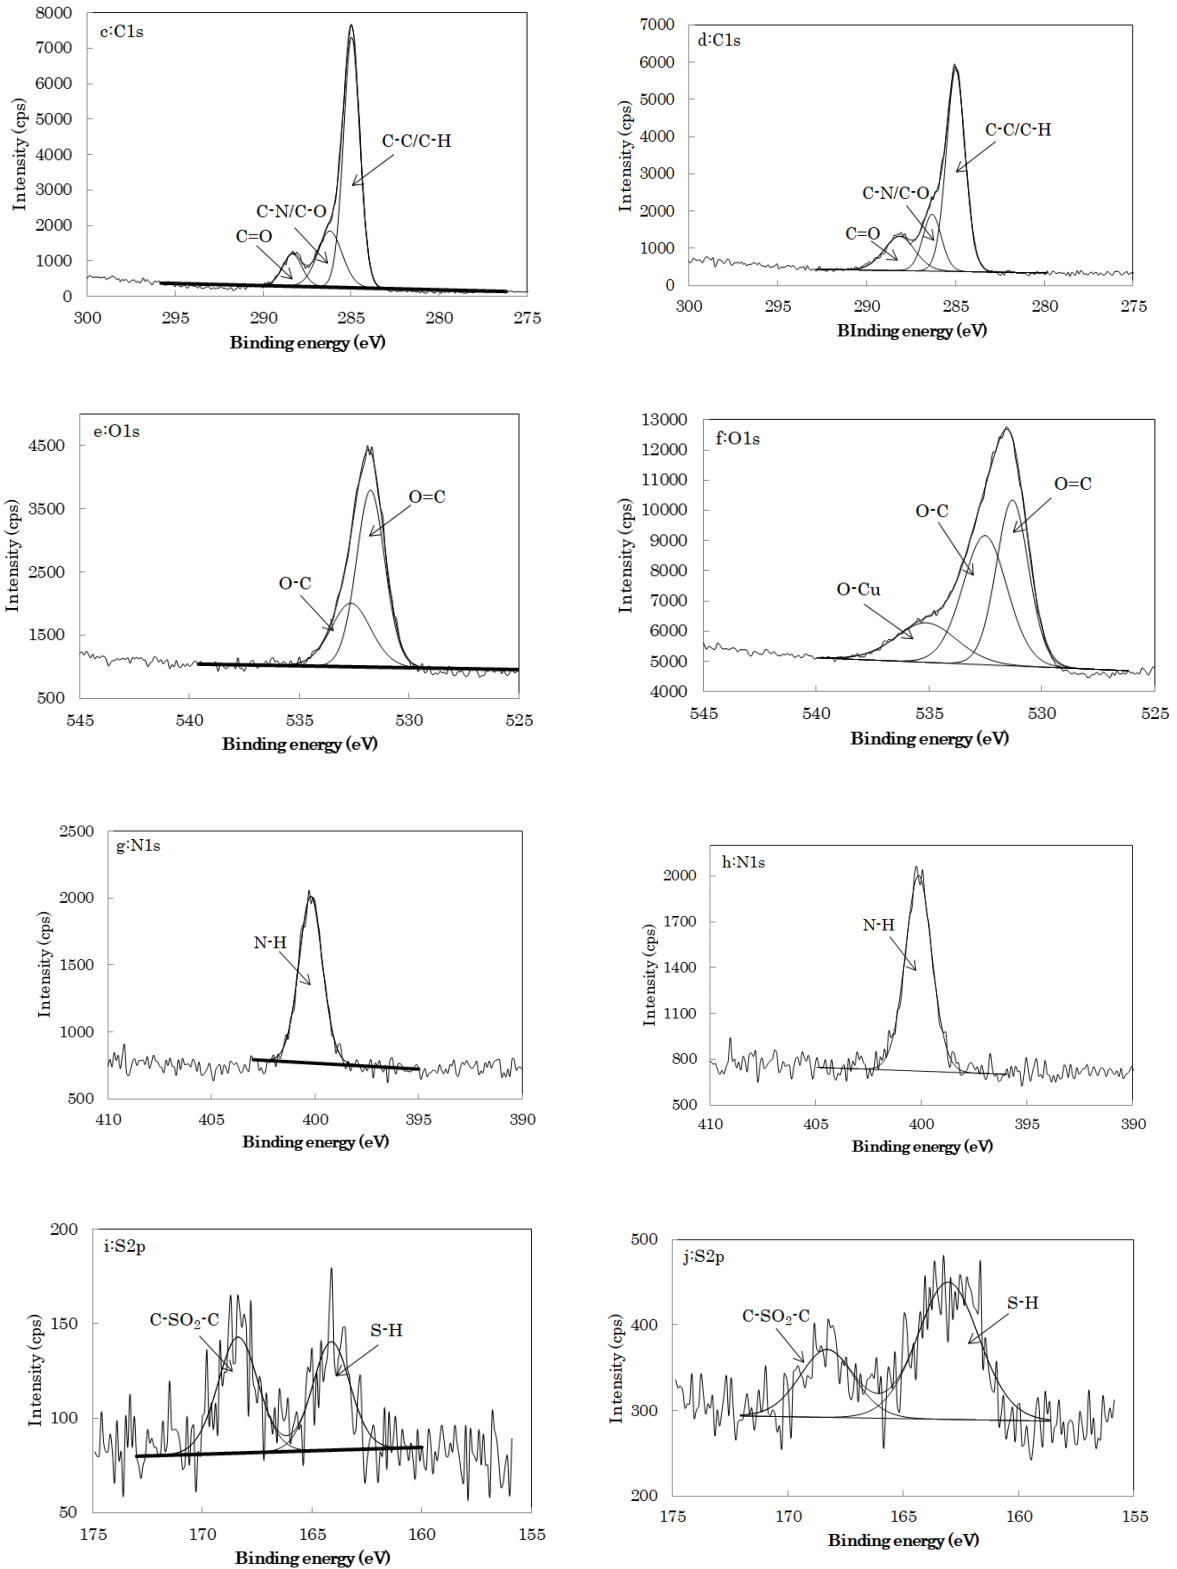 c:C1s
8000
7000
6000
5000
4000
3000
2000
1000
0
Intensity (cps)
C-C/C-H
C-N/C-O
C=O
300 295 290 285 280 275
Binding energy (eV)
d:C1s
7000
6000
5000
4000
3000
2000
1000
0
Intensity (cps)
C-C/C-H
C-N/C-O
C=O
300 295 290 285 280 275
BInding energy (eV)
e:O1s
4500
3500
2500
1500
500
Intensity (cps)
O=C
O-C
545 540 535 530 525
Binding energy (eV)
f:O1s
13000
12000
11000
10000
9000
8000
7000
6000
5000
4000
Intensity (cps)
O=C
O-C
O-Cu
545 540 535 530 525
Binding energy (eV)
g:N1s
2500
2000
1500
1000
500
Intensity (cps)
N-H
410 405 400 395 390
Binding energy (eV)
h:N1s
2000
1700
1400
1100
800
500
Intensity (cps)
N-H
410 405 400 395 390
Binding energy (eV)
i:S2p
200
150
100
50
Intensity (cps)
C-SO₂-C
S-H
175 170 165 160 155
Binding energy (eV)
j:S2p
500
400
300
200
Intensity (cps)
C-SO₂-C
S-H
175 170 165 160 155
Binding energy (eV)